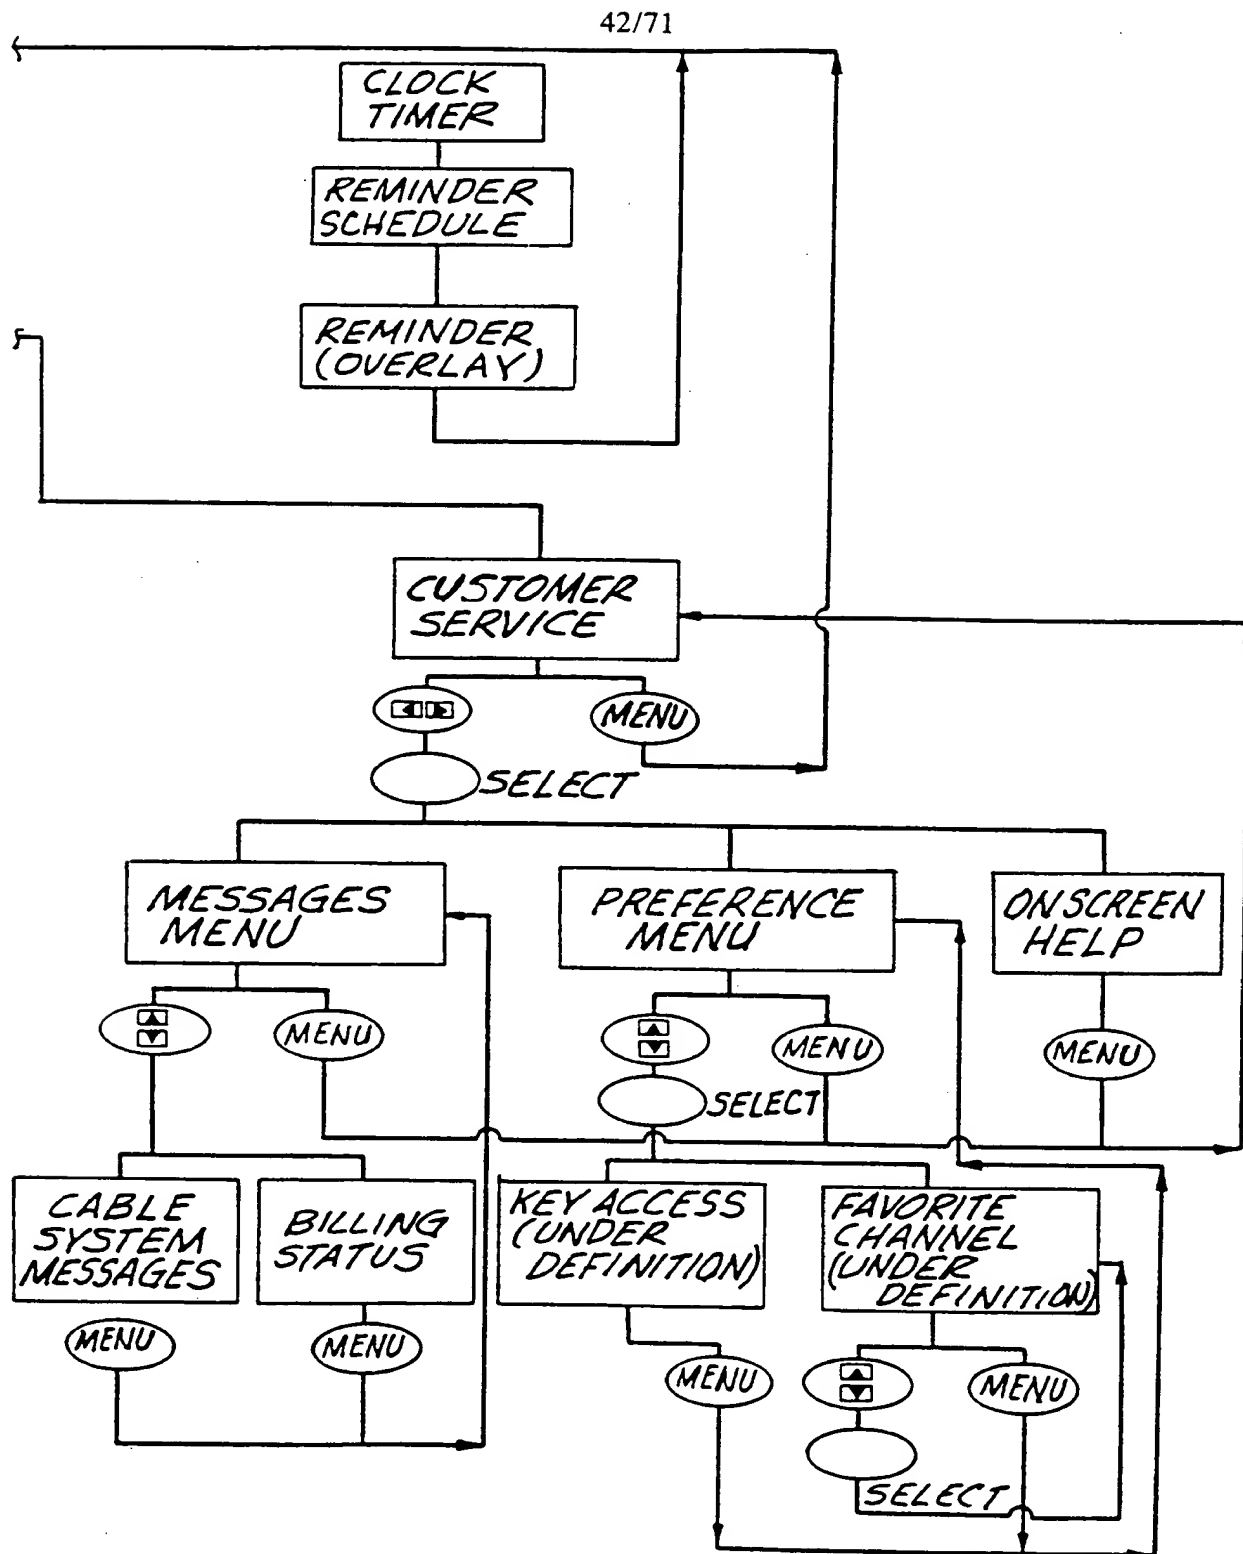 42/71
CLOCK
TIMER
REMINDER
SCHEDULE
REMINDER
(OVERLAY)
CUSTOMER
SERVICE
MENU
SELECT
MESSAGES
MENU
PREFERENCE
MENU
ON SCREEN
HELP
MENU
MENU
MENU
SELECT
CABLE
SYSTEM
MESSAGES
BILLING
STATUS
KEY ACCESS
(UNDER
DEFINITION)
FAVORITE
CHANNEL
(UNDER
DEFINITION)
MENU
MENU
MENU
MENU
SELECT